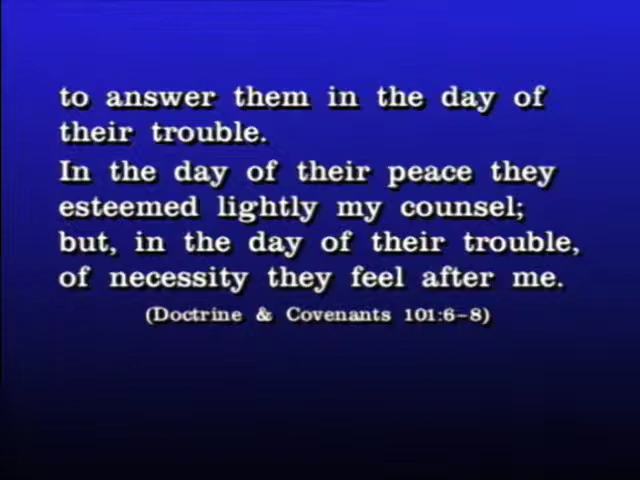 to answer them in the day of
their trouble.
In the day of their peace they
esteemed lightly my counsel;
but, in the day of their trouble,
of necessity they feel after me.
(Doctrine & Covenants 101:6–8)